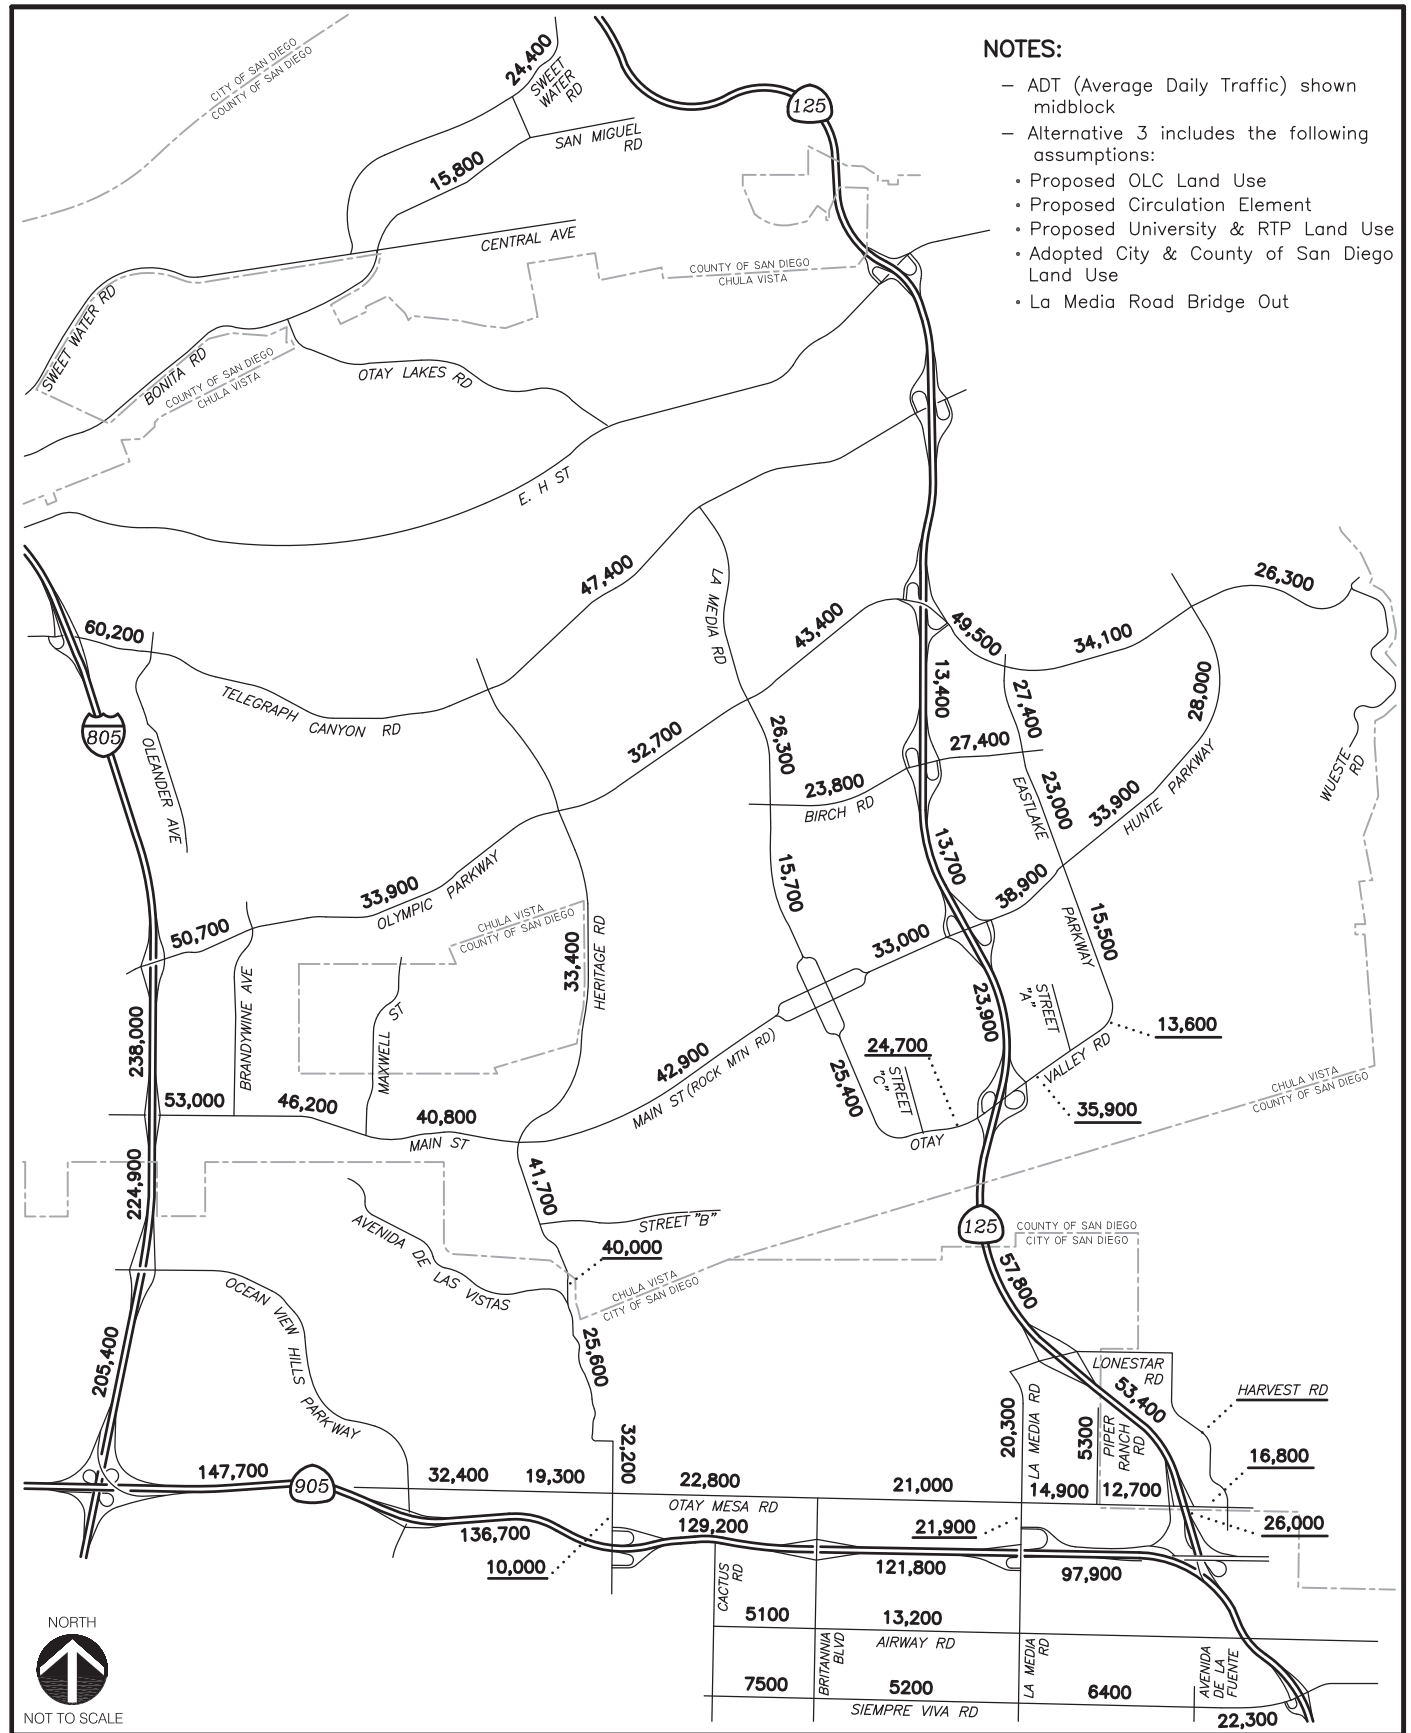 NOTES:
— ADT (Average Daily Traffic) shown
midblock
— Alternative 3 includes the following
assumptions:
• Proposed OLC Land Use
• Proposed Circulation Element
• Proposed University & RTP Land Use
• Adopted City & County of San Diego
Land Use
• La Media Road Bridge Out
CITY OF SAN DIEGO
COUNTY OF SAN DIEGO
24,400
SWEET
WATER
RD
125
SAN MIGUEL
RD
15,800
CENTRAL AVE
COUNTY OF SAN DIEGO
CHULA VISTA
SWEET WATER RD
BONITA RD
COUNTY OF SAN DIEGO
CHULA VISTA
OTAY LAKES RD
E. H ST
47,400
LA MEDIA RD
26,300
60,200
43,400
49,500
34,100
TELEGRAPH
CANYON RD
805
OLEANDER AVE
13,400
27,400
28,000
32,700
26,300
27,400
23,800
BIRCH RD
EASTLAKE
23,000
33,900
HUNTE PARKWAY
WUESTE
RD
13,700
38,900
15,700
33,900
OLYMPIC
PARKWAY
50,700
CHULA VISTA
COUNTY OF SAN DIEGO
33,400
HERITAGE RD
33,000
PARKWAY
15,500
BRANDYWINE AVE
MAXWELL ST
238,000
23,900
STREET
"A"
13,600
42,900
MAIN ST (ROCK MTN RD)
24,700
STREET
"C"
25,400
VALLEY RD
35,900
CHULA VISTA
COUNTY OF SAN DIEGO
53,000
46,200
40,800
MAIN ST
OTAY
224,900
41,700
STREET "B"
AVENIDA DE LAS VISTAS
40,000
125
COUNTY OF SAN DIEGO
CITY OF SAN DIEGO
57,800
CHULA VISTA
CITY OF SAN DIEGO
OCEAN VIEW HILLS PARKWAY
205,400
25,600
LONESTAR
RD
53,400
HARVEST RD
20,300
LA MEDIA RD
5300
PIPER
RANCH
RD
32,200
16,800
147,700
905
32,400
19,300
22,800
21,000
14,900
12,700
OTAY MESA RD
136,700
129,200
21,900
26,000
10,000
121,800
97,900
CACTUS
RD
5100
13,200
AIRWAY RD
BRITANNIA
BLVD
LA MEDIA
RD
AVENIDA
DE LA
FUENTE
7500
5200
6400
SIEMPRE VIVA RD
22,300
NORTH
NOT TO SCALE